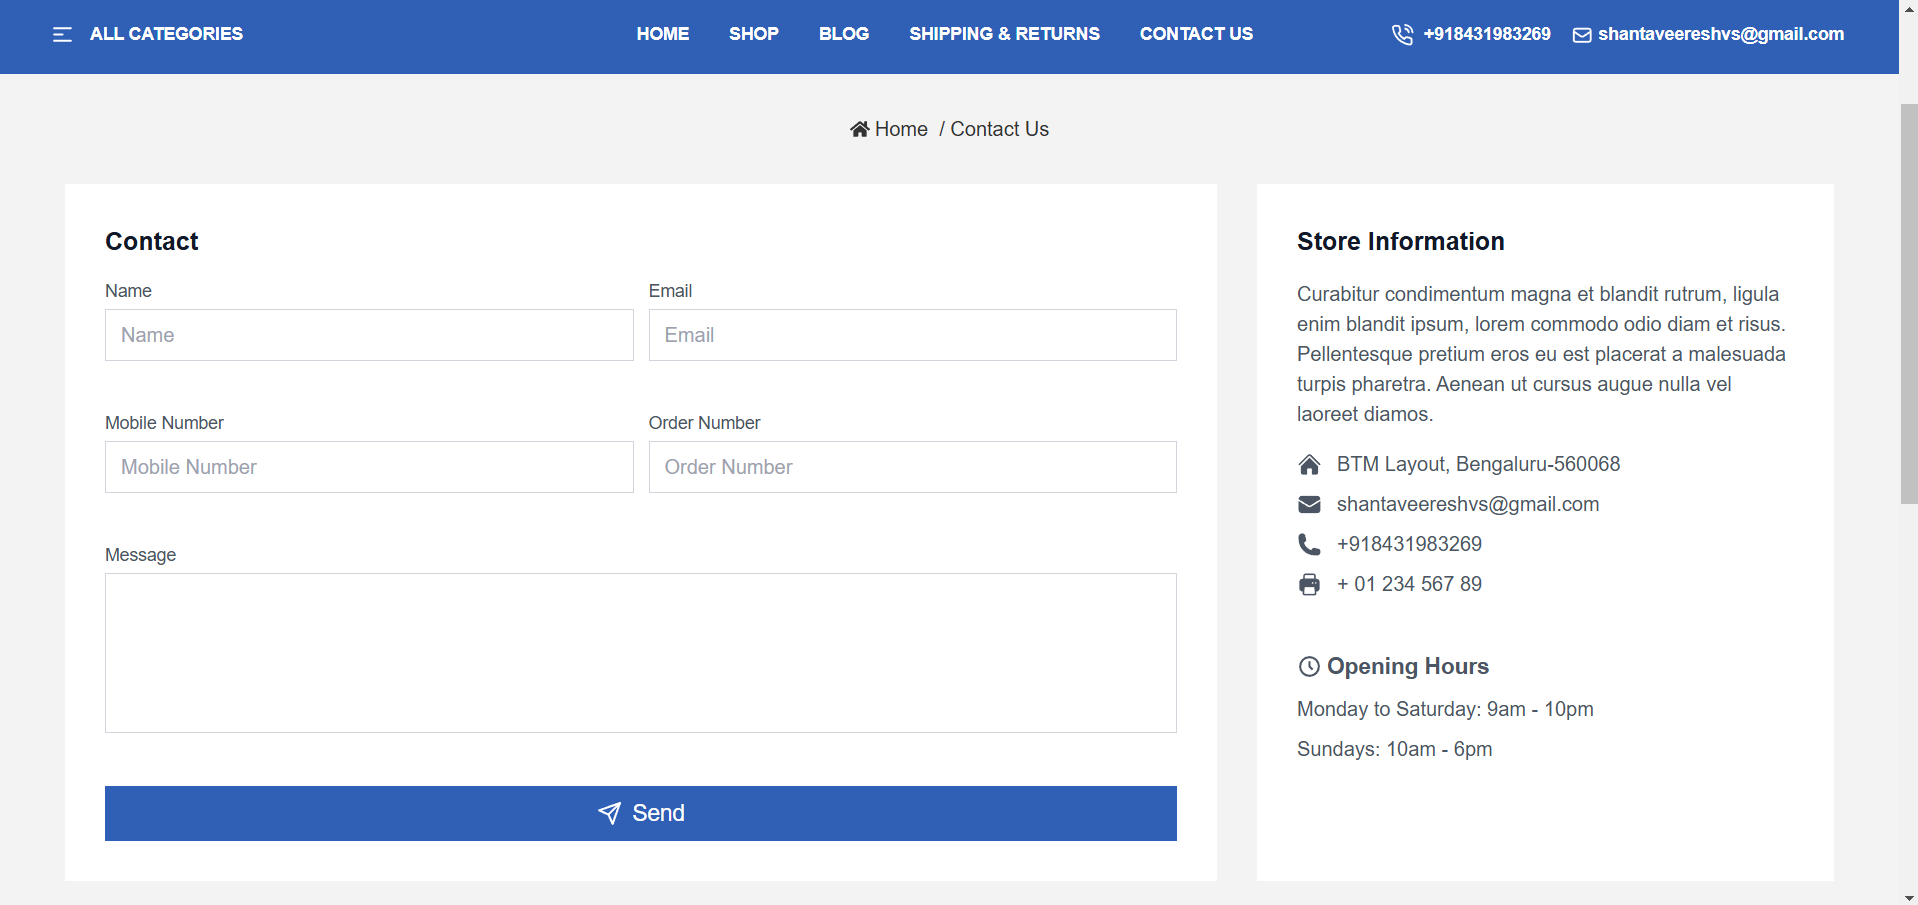 ALL CATEGORIES
HOME
SHOP
BLOG
SHIPPING & RETURNS
CONTACT US
+918431983269
shantaveereshvs@gmail.com
Home / Contact Us
Contact
Name
Email
Name
Email
Mobile Number
Order Number
Mobile Number
Order Number
Message
Send
Store Information
Curabitur condimentum magna et blandit rutrum, ligula
enim blandit ipsum, lorem commodo odio diam et risus.
Pellentesque pretium eros eu est placerat a malesuada
turpis pharetra. Aenean ut cursus augue nulla vel
laoreet diamos.
BTM Layout, Bengaluru-560068
shantaveereshvs@gmail.com
+918431983269
+ 01 234 567 89
Opening Hours
Monday to Saturday: 9am - 10pm
Sundays: 10am - 6pm